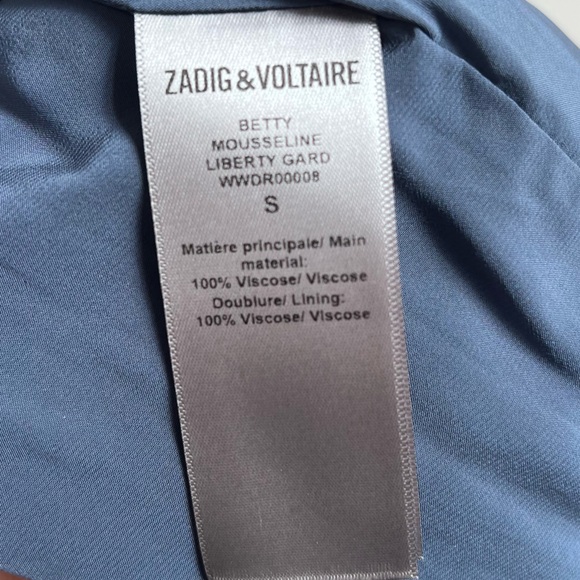 ZADIG & VOLTAIRE
BETTY
MOUSSELINE
LIBERTY GARD
WWDR00008
S
Matière principale/ Main
material:
100% Viscose/ Viscose
Doublure/ Lining:
100% Viscose/ Viscose